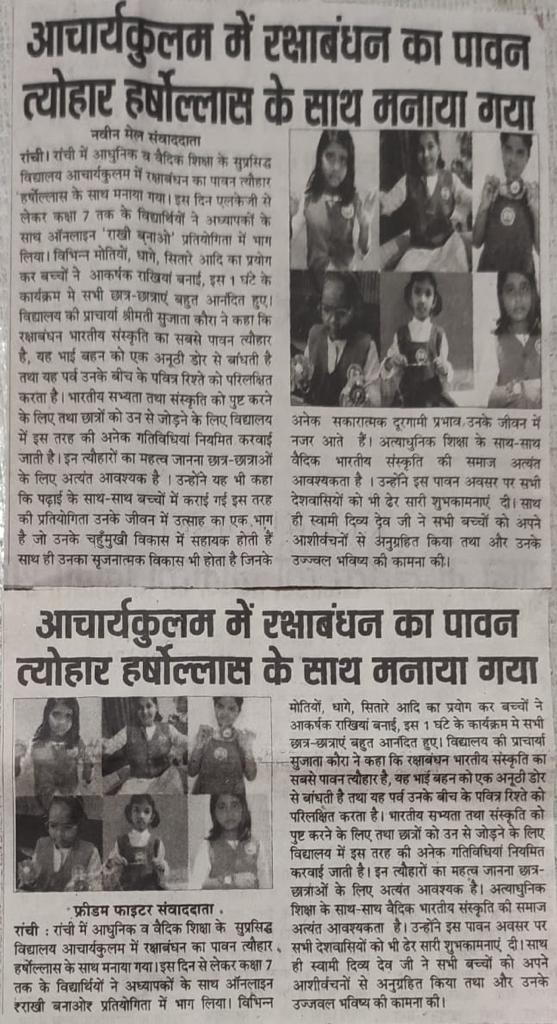 आचार्यकुलम में रक्षाबंधन का पावन
त्योहार हर्षोल्लास के साथ मनाया गया
नवीन मेल संवाददाता
रांची। रांची में आधुनिक व वैदिक शिक्षा के सुप्रसिद्ध
विद्यालय आचार्यकुलम में रक्षाबंधन का पावन त्यौहार
हर्षोल्लास के साथ मनाया गया। इस दिन एलकेजी से
लेकर कक्षा 7 तक के विद्यार्थियों ने अध्यापकों के
साथ ऑनलाइन 'राखी बनाओ' प्रतियोगिता में भाग
लिया। विभिन्न मोतियों, धागे, सितारे आदि का प्रयोग
कर बच्चों ने आकर्षक राखियां बनाई, इस 1 घंटे के
कार्यक्रम मे सभी छात्र-छात्राएं बहुत आनंदित हुए।
विद्यालय की प्राचार्या श्रीमती सुजाता कौरा ने कहा कि
रक्षाबंधन भारतीय संस्कृति का सबसे पावन त्यौहार
है, यह भाई बहन को एक अनूठी डोर से बांधती है
तथा यह पर्व उनके बीच के पवित्र रिश्ते को परिलक्षित
करता है। भारतीय सभ्यता तथा संस्कृति को पुष्ट करने
के लिए तथा छात्रों को उन से जोड़ने के लिए विद्यालय
में इस तरह की अनेक गतिविधियां नियमित करवाई
जाती है। इन त्यौहारों का महत्व जानना छात्र-छात्राओं
के लिए अत्यंत आवश्यक है। उन्होंने यह भी कहा
कि पढ़ाई के साथ-साथ बच्चों में कराई गई इस तरह
की प्रतियोगिता उनके जीवन में उत्साह का एक भाग
है जो उनके चहुँमुखी विकास में सहायक होती हैं
साथ ही उनका सृजनात्मक विकास भी होता है जिनके
अनेक सकारात्मक दूरगामी प्रभाव उनके जीवन में
नजर आते हैं। अत्याधुनिक शिक्षा के साथ-साथ
वैदिक भारतीय संस्कृति की समाज अत्यंत
आवश्यकता है । उन्होंने इस पावन अवसर पर सभी
देशवासियों को भी ढेर सारी शुभकामनाएं दी। साथ
ही स्वामी दिव्य देव जी ने सभी बच्चों को अपने
आशीर्वचनों से अनुग्रहित किया तथा और उनके
उज्ज्वल भविष्य की कामना की।
आचार्यकुलम में रक्षाबंधन का पावन
त्योहार हर्षोल्लास के साथ मनाया गया
फ्रीडम फाइटर संवाददाता
रांची : रांची में आधुनिक व वैदिक शिक्षा के सुप्रसिद्ध
विद्यालय आचार्यकुलम में रक्षाबंधन का पावन त्यौहार
हर्षोल्लास के साथ मनाया गया। इस दिन से लेकर कक्षा 7
तक के विद्यार्थियों ने अध्यापकों के साथ ऑनलाइन
रराखी बनाओर प्रतियोगिता में भाग लिया। विभिन्न
मोतियों, धागे, सितारे आदि का प्रयोग कर बच्चों ने
आकर्षक राखियां बनाई, इस 1 घंटे के कार्यक्रम मे सभी
छात्र-छात्राएं बहुत आनंदित हुए। विद्यालय की प्राचार्या
सुजाता कौरा ने कहा कि रक्षाबंधन भारतीय संस्कृति का
सबसे पावन त्यौहार है, यह भाई बहन को एक अनूठी डोर
से बांधती है तथा यह पर्व उनके बीच के पवित्र रिश्ते को
परिलक्षित करता है। भारतीय सभ्यता तथा संस्कृति को
पुष्ट करने के लिए तथा छात्रों को उन से जोड़ने के लिए
विद्यालय में इस तरह की अनेक गतिविधियां नियमित
करवाई जाती है। इन त्यौहारों का महत्व जानना छात्र-
छात्राओं के लिए अत्यंत आवश्यक है। अत्याधुनिक
शिक्षा के साथ-साथ वैदिक भारतीय संस्कृति की समाज
अत्यंत आवश्यकता है । उन्होंने इस पावन अवसर पर
सभी देशवासियों को भी ढेर सारी शुभकामनाएं दी। साथ
ही स्वामी दिव्य देव जी ने सभी बच्चों को अपने
आशीर्वचनों से अनुग्रहित किया तथा और उनके
उज्जवल भविष्य की कामना की।